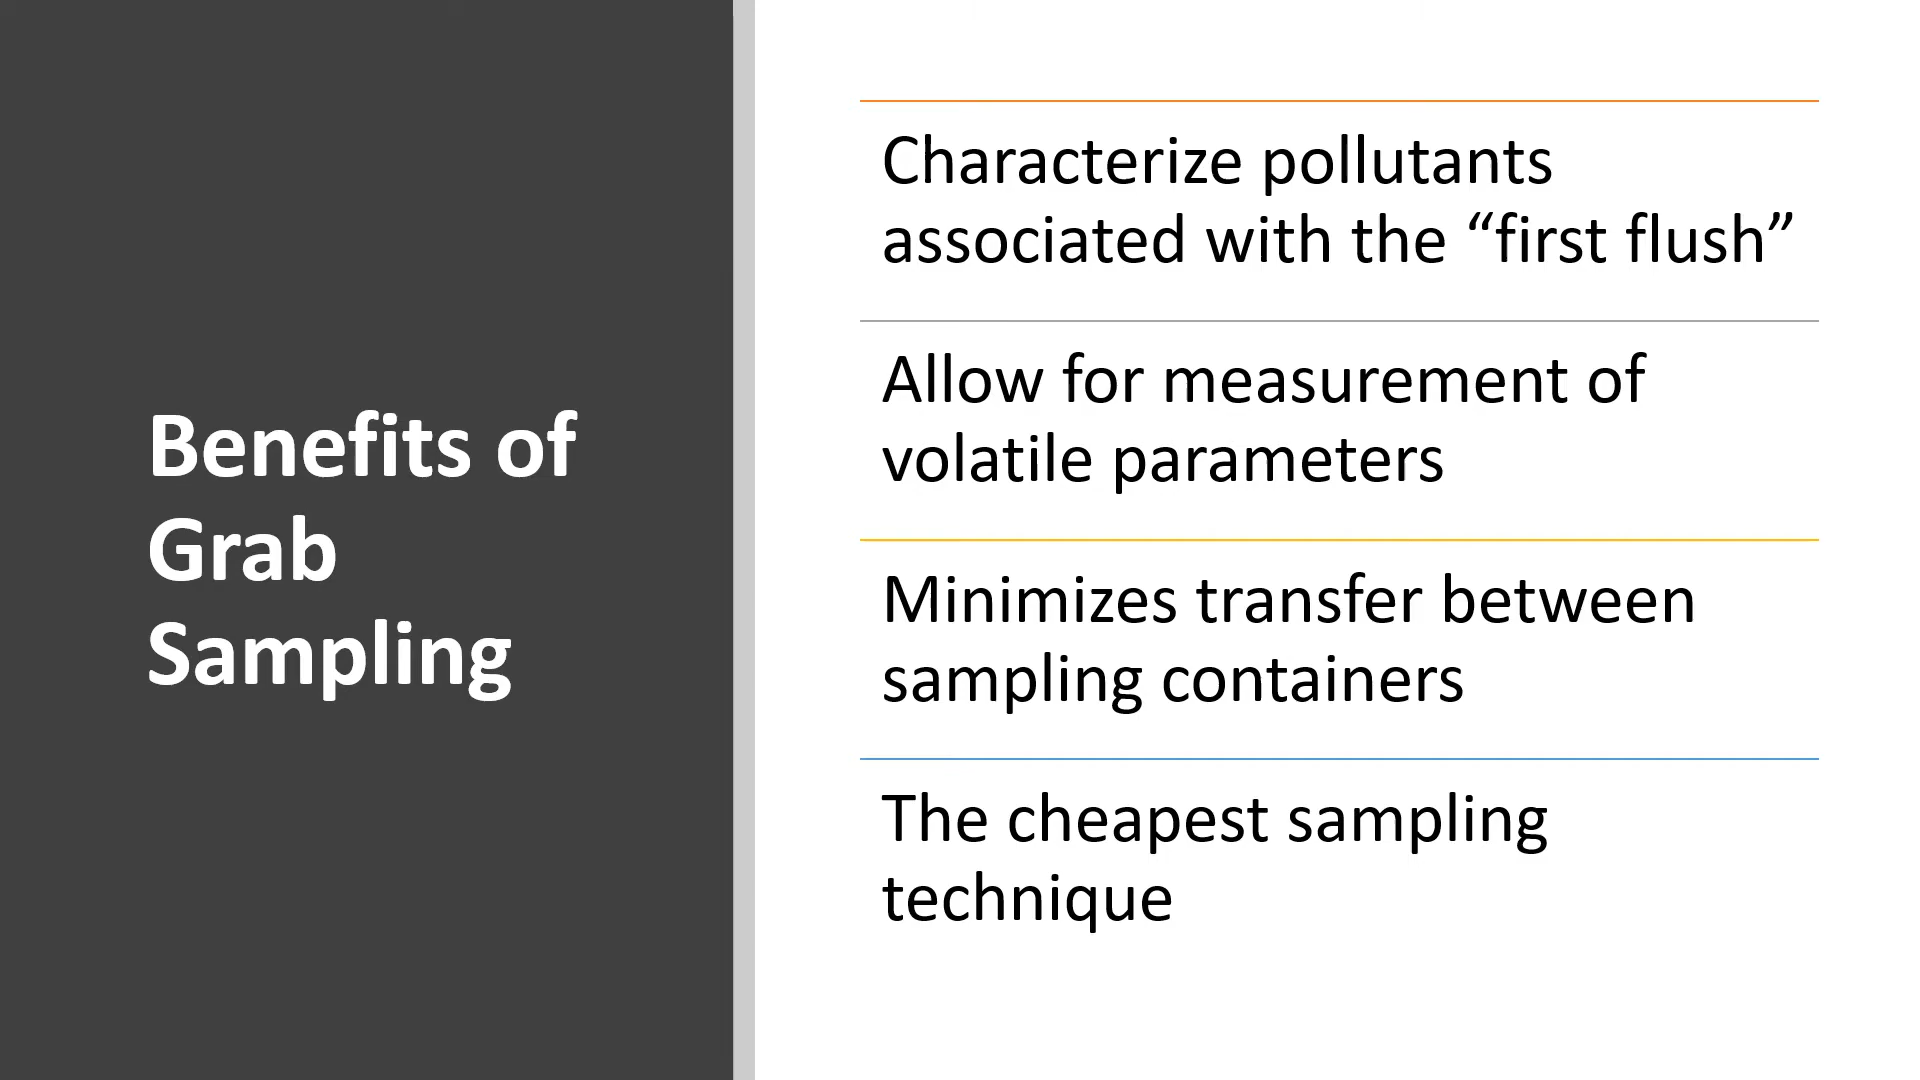 Benefits of
Grab
Sampling
Characterize pollutants
associated with the “first flush”
Allow for measurement of
volatile parameters
Minimizes transfer between
sampling containers
The cheapest sampling
technique